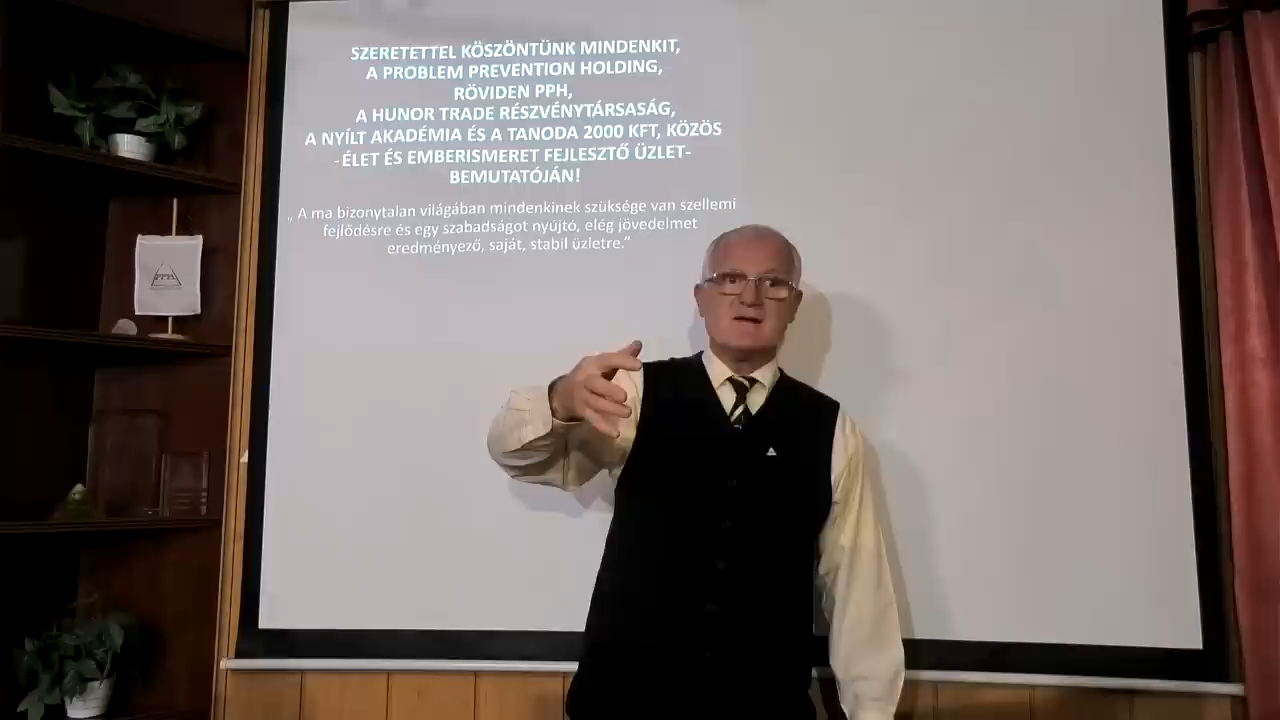 SZERETETTEL KÖSZÖNTÜNK MINDENKIT,
A PROBLEM PREVENTION HOLDING,
RÖVIDEN PPH,
A HUNOR TRADE RÉSZVÉNYTÁRSASÁG,
A NYÍLT AKADÉMIA ÉS A TANODA 2000 KFT, KÖZÖS
-ÉLET ÉS EMBERISMERET FEJLESZTŐ ÜZLET-
BEMUTATÓJÁN!
„ A ma bizonytalan világában mindenkinek szüksége van szellemi
fejlődésre és egy szabadságot nyújtó, elég jövedelmet
eredményező, saját, stabil üzletre.”